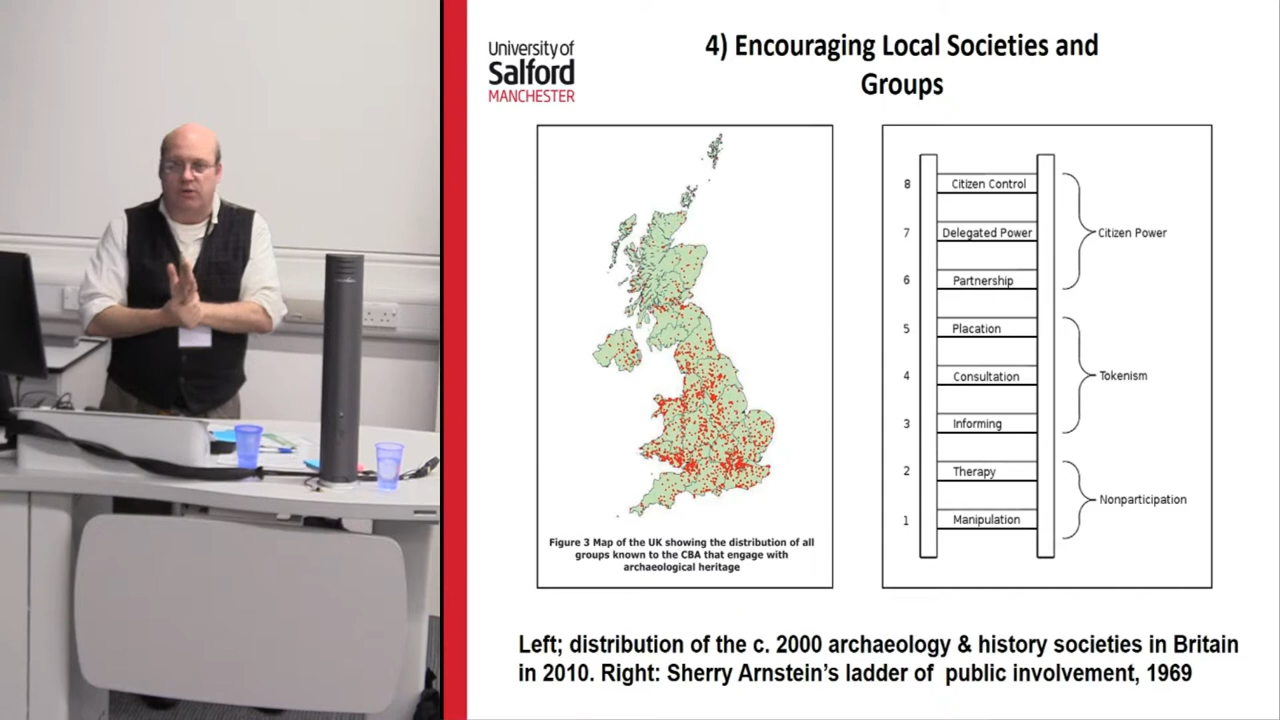 University of
Salford
MANCHESTER
4) Encouraging Local Societies and
Groups
Figure 3 Map of the UK showing the distribution of all
groups known to the CBA that engage with
archaeological heritage
8 Citizen Control
7 Delegated Power
6 Partnership
Citizen Power
5 Placation
4 Consultation
3 Informing
Tokenism
2 Therapy
1 Manipulation
Nonparticipation
Left; distribution of the c. 2000 archaeology & history societies in Britain
in 2010. Right: Sherry Arnstein’s ladder of public involvement, 1969